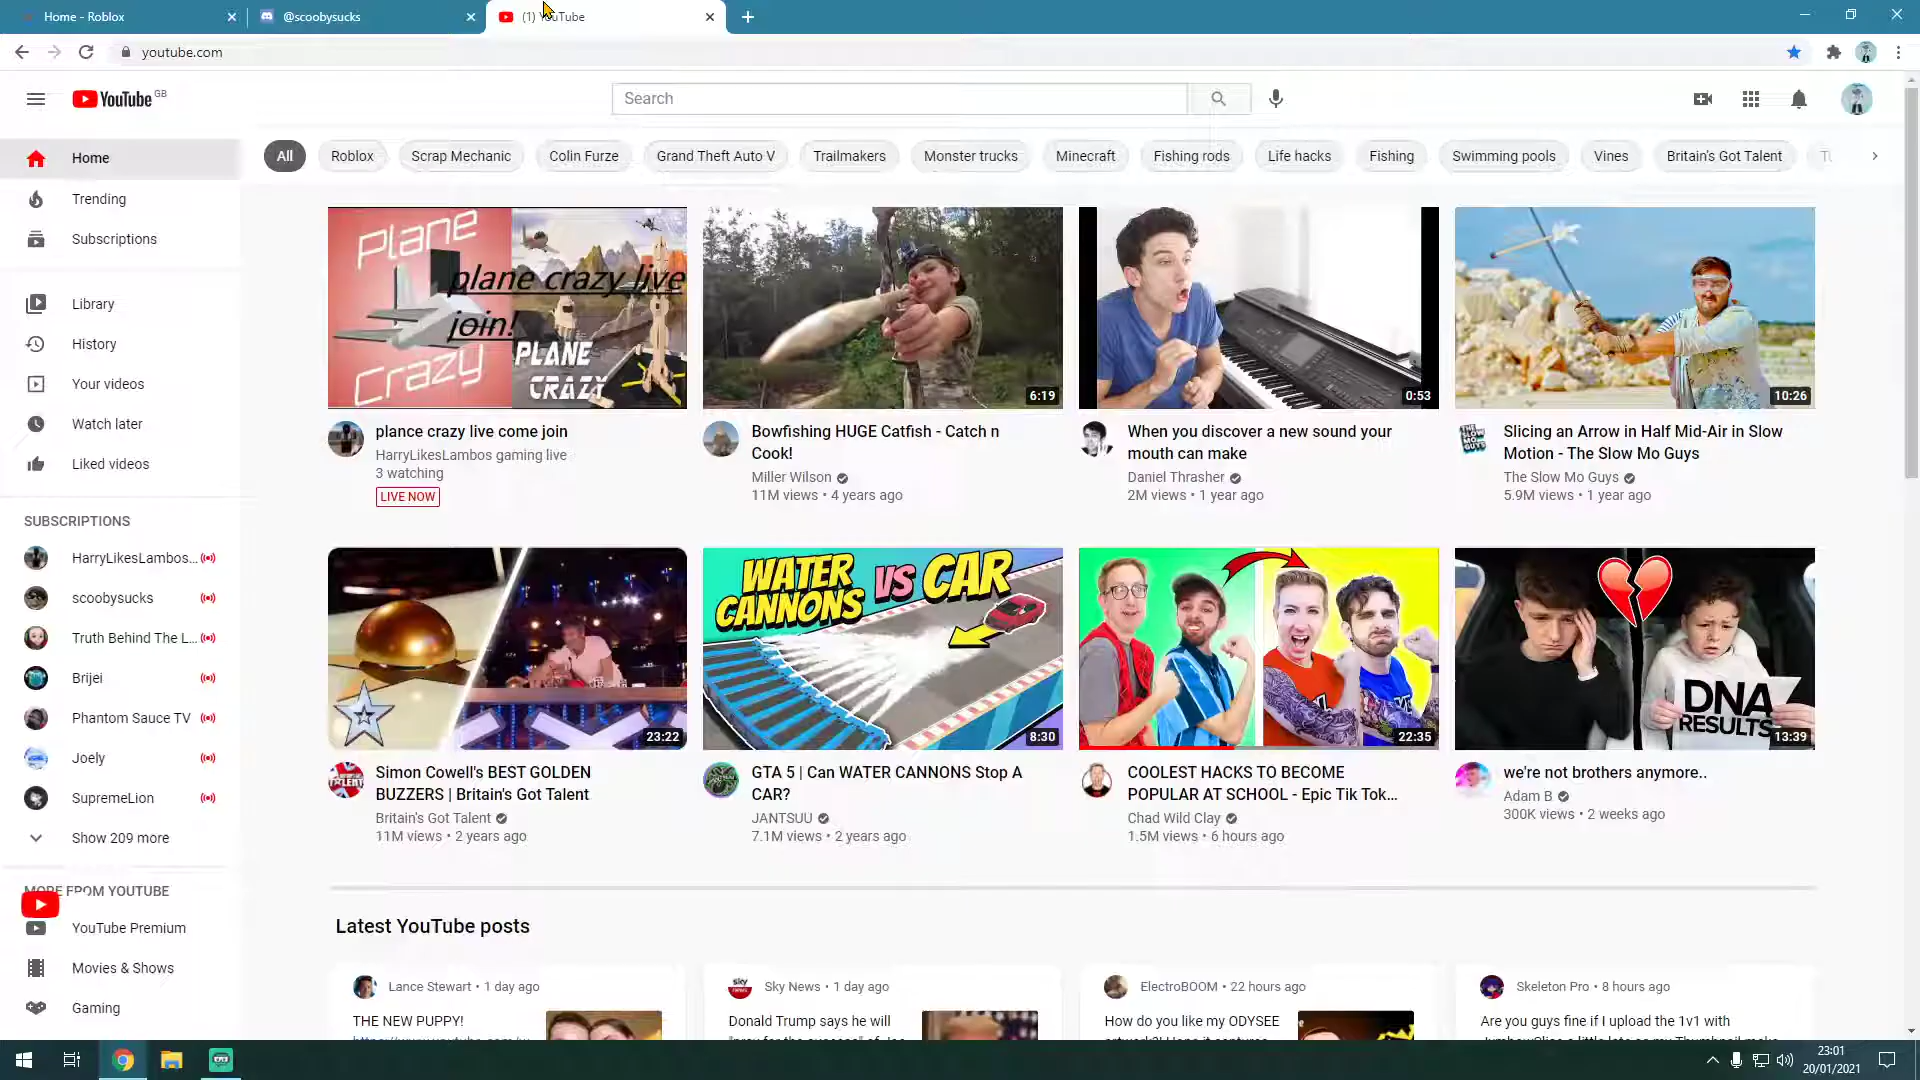 Home - Roblox
@scoobysucks
(1) YouTube
youtube.com
YouTube GB
Search
Home
Trending
Subscriptions
Library
History
Your videos
Watch later
Liked videos
SUBSCRIPTIONS
HarryLikesLambos...
scoobysucks
Truth Behind The L...
Brijei
Phantom Sauce TV
Joely
SupremeLion
Show 209 more
MORE FROM YOUTUBE
YouTube Premium
Movies & Shows
Gaming
All
Roblox
Scrap Mechanic
Colin Furze
Grand Theft Auto V
Trailmakers
Monster trucks
Minecraft
Fishing rods
Life hacks
Fishing
Swimming pools
Vines
Britain's Got Talent
Plane
Crazy
plane crazy live
join!
PLANE
CRAZY
plance crazy live come join
HarryLikesLambos gaming live
3 watching
LIVE NOW
6:19
Bowfishing HUGE Catfish - Catch n
Cook!
Miller Wilson
11M views • 4 years ago
0:53
When you discover a new sound your
mouth can make
Daniel Thrasher
2M views • 1 year ago
10:26
THE SLOW MO GUYS
Slicing an Arrow in Half Mid-Air in Slow
Motion - The Slow Mo Guys
The Slow Mo Guys
5.9M views • 1 year ago
23:22
Simon Cowell's BEST GOLDEN
BUZZERS | Britain's Got Talent
Britain's Got Talent
11M views • 2 years ago
WATER
CANNONS VS CAR
8:30
GTA 5 | Can WATER CANNONS Stop A
CAR?
JANTSUU
7.1M views • 2 years ago
22:35
COOLEST HACKS TO BECOME
POPULAR AT SCHOOL - Epic Tik Tok...
Chad Wild Clay
1.5M views • 6 hours ago
DNA
RESULTS
13:39
we're not brothers anymore..
Adam B
300K views • 2 weeks ago
Latest YouTube posts
Lance Stewart • 1 day ago
THE NEW PUPPY!
sky news
Sky News • 1 day ago
Donald Trump says he will
ElectroBOOM • 22 hours ago
How do you like my ODYSEE
Skeleton Pro • 8 hours ago
Are you guys fine if I upload the 1v1 with
23:01
20/01/2021